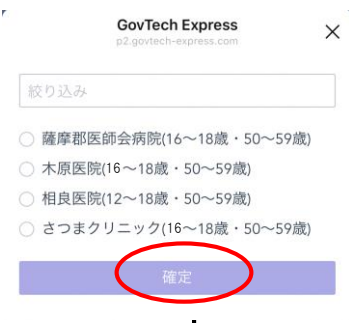 GovTech Express
p2.govtech-express.com
絞り込み
薩摩郡医師会病院(16～18歳・50～59歳)
木原医院(16～18歳・50～59歳)
相良医院(12～18歳・50～59歳)
さつまクリニック(16～18歳・50～59歳)
確定